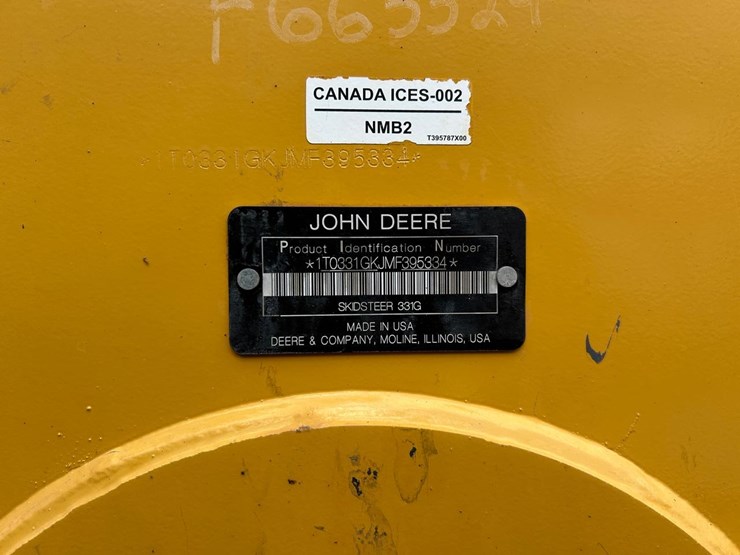 CANADA ICES-002
NMB2
T395787X00
*1T0331GKJMF395334*
JOHN DEERE
Product Identification Number
*1T0331GKJMF395334*
SKIDSTEER 331G
MADE IN USA
DEERE & COMPANY, MOLINE, ILLINOIS, USA